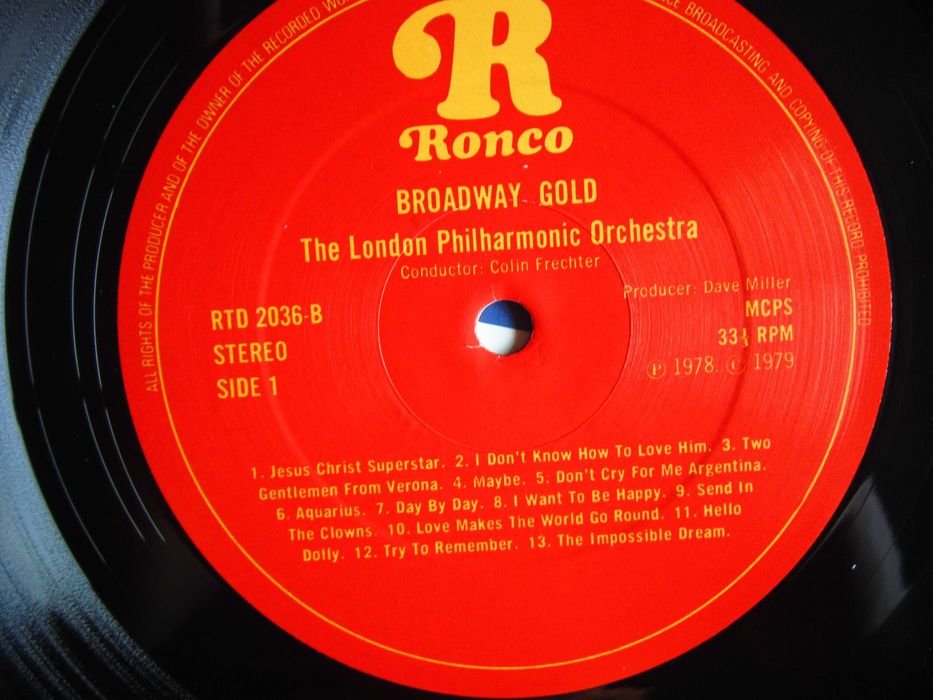 ALL RIGHTS OF THE PRODUCER AND OF THE OWNER OF THE RECORDED
CE BROADCASTING AND COPYING OF THIS RECORD PROHIBITED
R
Ronco
BROADWAY GOLD
The London Philharmonic Orchestra
Conductor: Colin Frechter
Producer: Dave Miller
RTD 2036-B
MCPS
STEREO
33⅓ RPM
SIDE 1
℗ 1978. © 1979
1. Jesus Christ Superstar. 2. I Don't Know How To Love Him. 3. Two
Gentlemen From Verona. 4. Maybe. 5. Don't Cry For Me Argentina.
6. Aquarius. 7. Day By Day. 8. I Want To Be Happy. 9. Send In
The Clowns. 10. Love Makes The World Go Round. 11. Hello
Dolly. 12. Try To Remember. 13. The Impossible Dream.